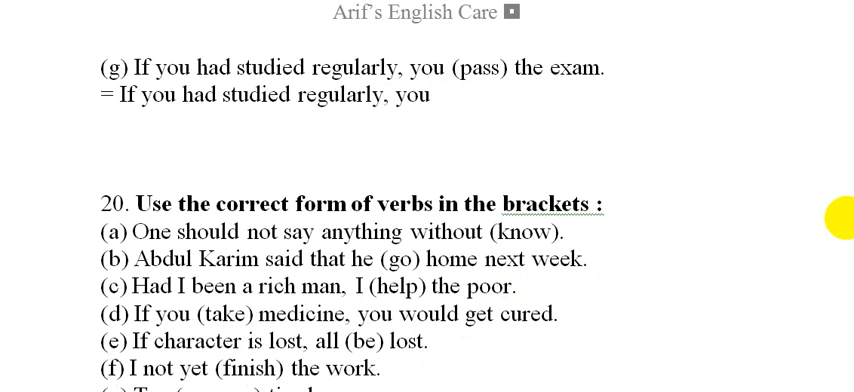 Arif's English Care
(g) If you had studied regularly, you (pass) the exam.
= If you had studied regularly, you
20. Use the correct form of verbs in the brackets :
(a) One should not say anything without (know).
(b) Abdul Karim said that he (go) home next week.
(c) Had I been a rich man, I (help) the poor.
(d) If you (take) medicine, you would get cured.
(e) If character is lost, all (be) lost.
(f) I not yet (finish) the work.